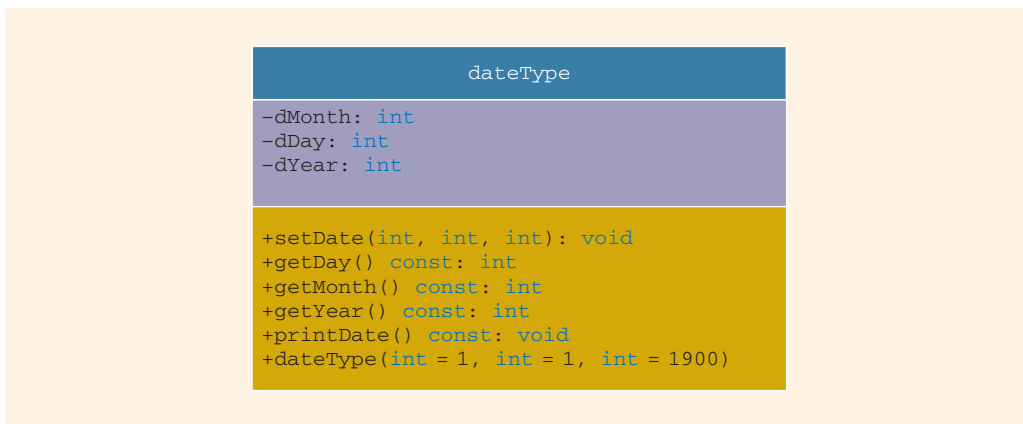 dateType
-dMonth: int
-dDay: int
-dYear: int
+setDate(int, int, int): void
+getDay() const: int
+getMonth() const: int
+getYear() const: int
+printDate() const: void
+dateType(int = 1, int = 1, int = 1900)